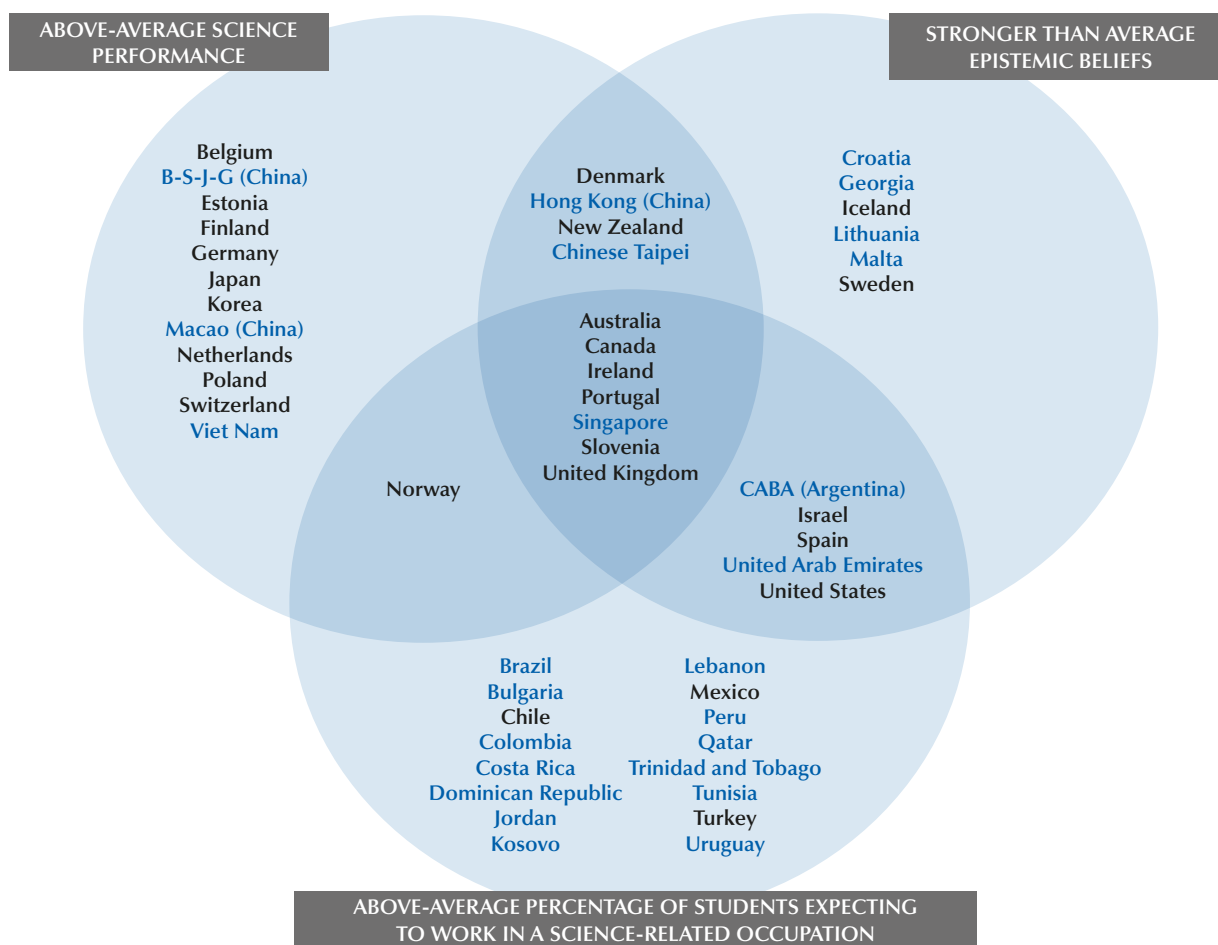 ABOVE-AVERAGE SCIENCE
PERFORMANCE
STRONGER THAN AVERAGE
EPISTEMIC BELIEFS
Belgium
B-S-J-G (China)
Estonia
Finland
Germany
Japan
Korea
Macao (China)
Netherlands
Poland
Switzerland
Viet Nam
Denmark
Hong Kong (China)
New Zealand
Chinese Taipei
Croatia
Georgia
Iceland
Lithuania
Malta
Sweden
Australia
Canada
Ireland
Portugal
Singapore
Slovenia
United Kingdom
Norway
CABA (Argentina)
Israel
Spain
United Arab Emirates
United States
Brazil
Bulgaria
Chile
Colombia
Costa Rica
Dominican Republic
Jordan
Kosovo
Lebanon
Mexico
Peru
Qatar
Trinidad and Tobago
Tunisia
Turkey
Uruguay
ABOVE-AVERAGE PERCENTAGE OF STUDENTS EXPECTING
TO WORK IN A SCIENCE-RELATED OCCUPATION